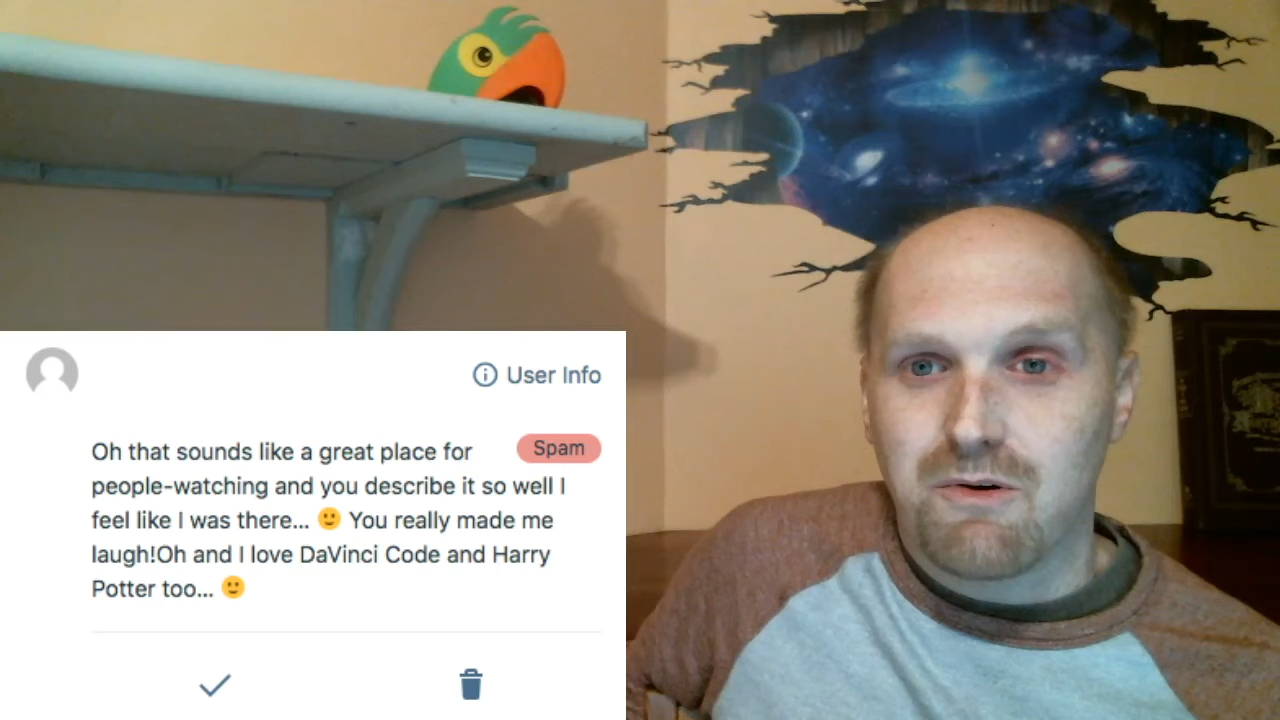 User Info
Oh that sounds like a great place for
Spam
people-watching and you describe it so well I
feel like I was there... 🙂 You really made me
laugh!Oh and I love DaVinci Code and Harry
Potter too... 🙂